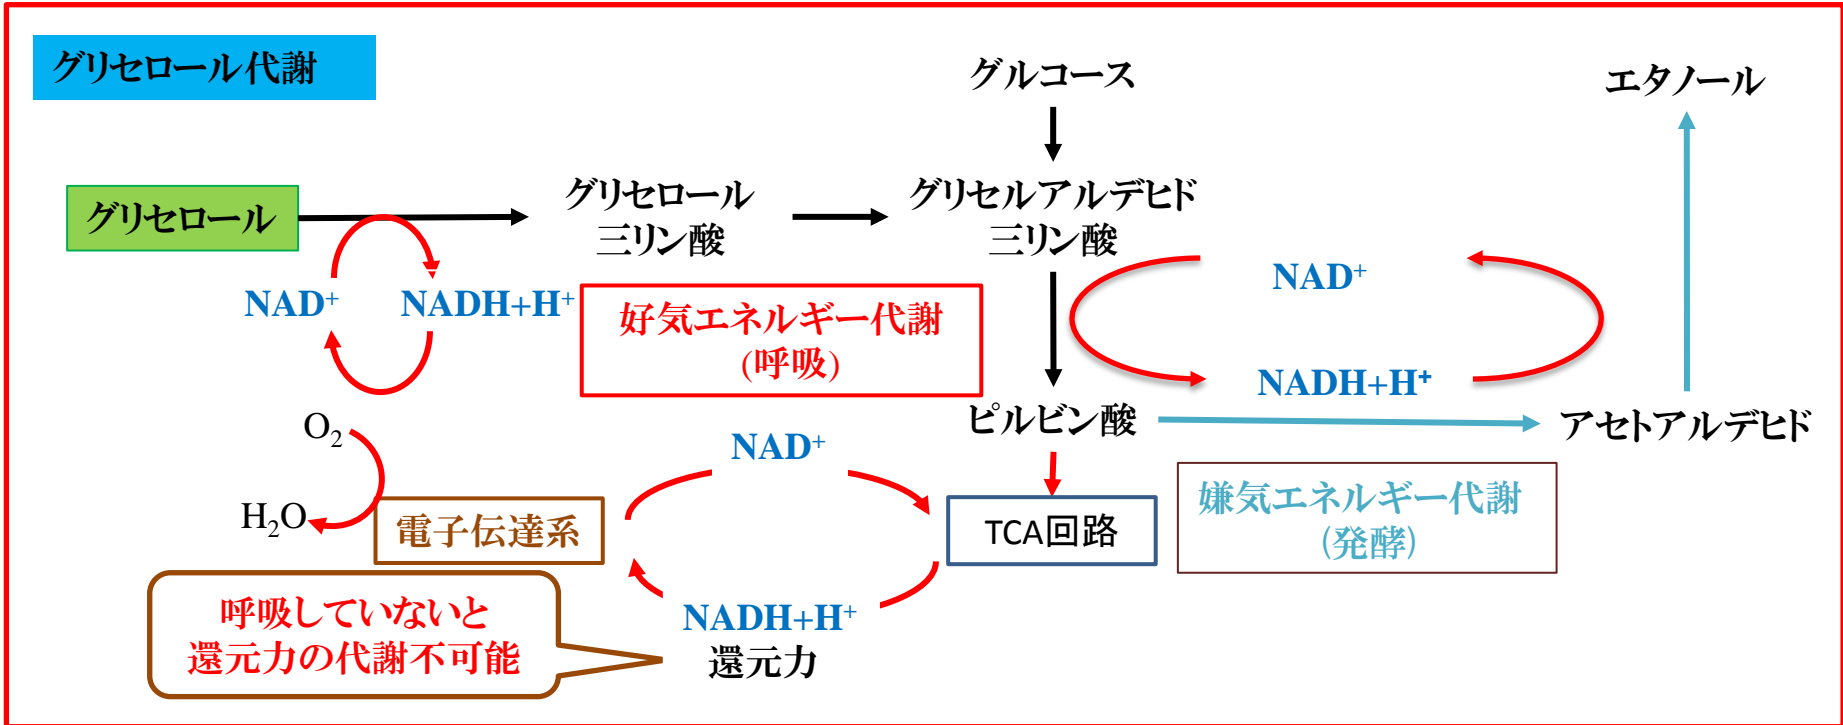 グリセロール代謝
グルコース
エタノール
グリセロール
グリセロール
三リン酸
グリセルアルデヒド
三リン酸
NAD⁺
NADH+H⁺
好気エネルギー代謝
(呼吸)
NAD⁺
NADH+H⁺
ピルビン酸
アセトアルデヒド
O₂
H₂O
電子伝達系
NAD⁺
TCA回路
嫌気エネルギー代謝
(発酵)
呼吸していないと
還元力の代謝不可能
NADH+H⁺
還元力